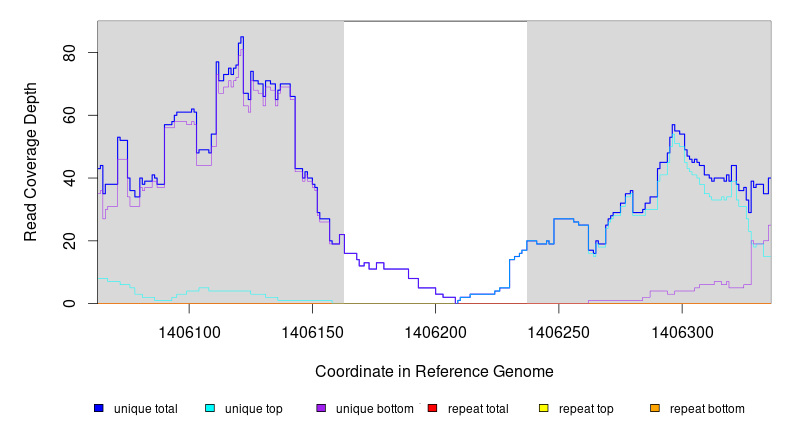 80
60
40
20
0
Read Coverage Depth
1406100 1406150 1406200 1406250 1406300
Coordinate in Reference Genome
unique total unique top unique bottom repeat total repeat top repeat bottom